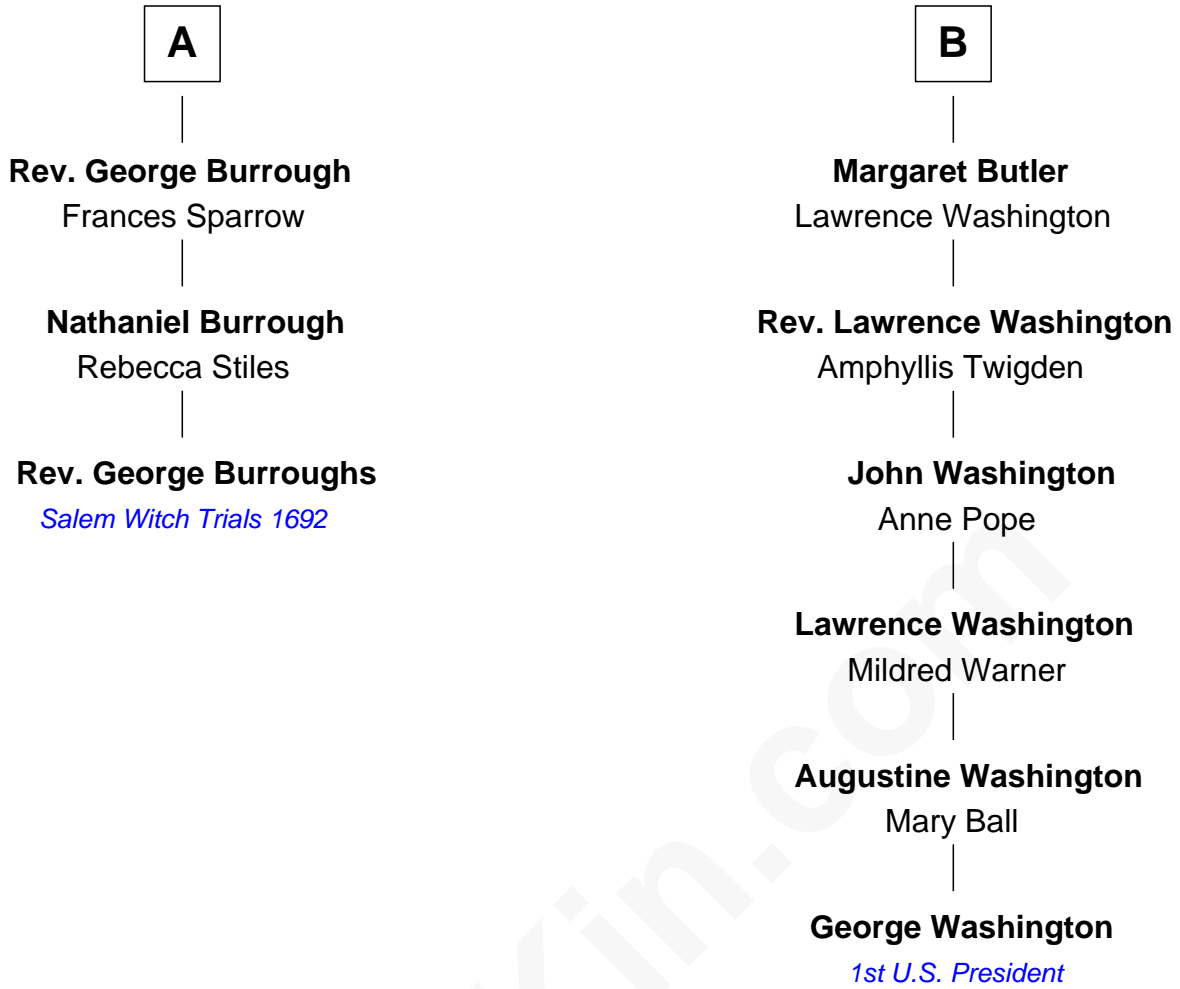 A
Rev. George Burrough
Frances Sparrow
Nathaniel Burrough
Rebecca Stiles
Rev. George Burroughs
Salem Witch Trials 1692
B
Margaret Butler
Lawrence Washington
Rev. Lawrence Washington
Amphyllis Twigden
John Washington
Anne Pope
Lawrence Washington
Mildred Warner
Augustine Washington
Mary Ball
George Washington
1st U.S. President
Kin.com